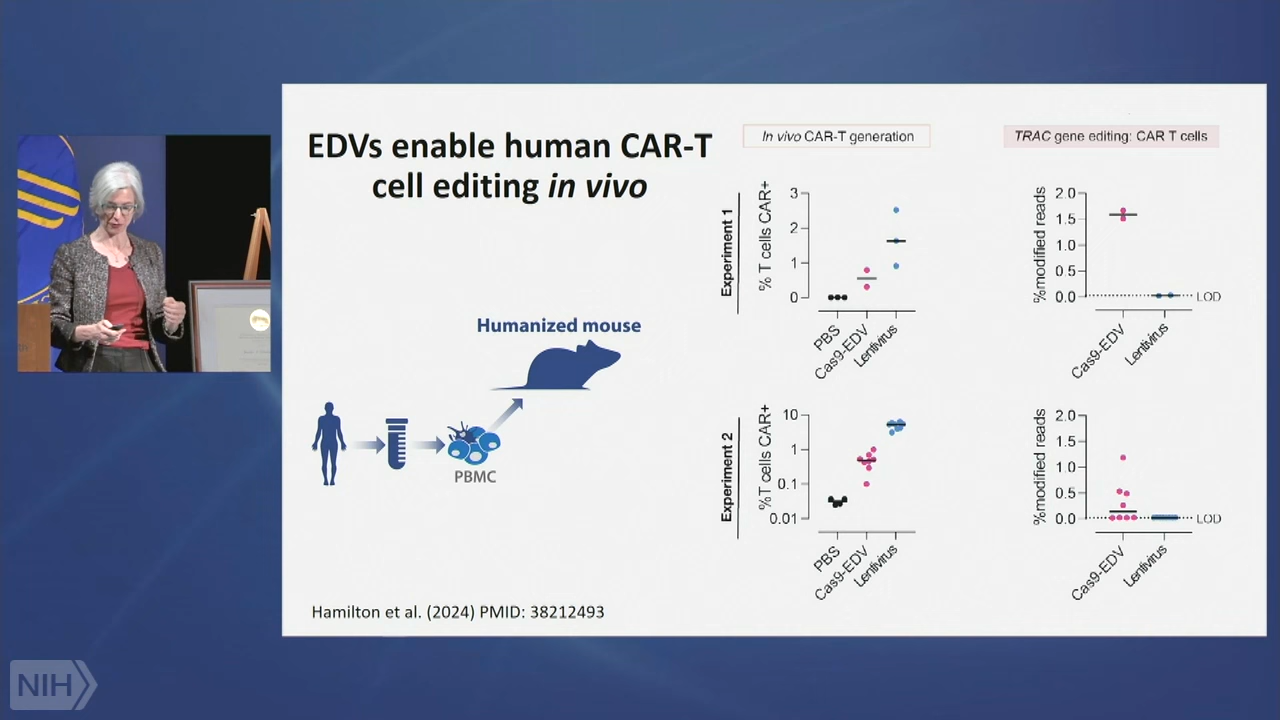 EDVs enable human CAR-T
cell editing in vivo
Humanized mouse
PBMC
Hamilton et al. (2024) PMID: 38212493
In vivo CAR-T generation
TRAC gene editing: CAR T cells
Experiment 1
% T cells CAR+
3
2
1
0
PBS
Cas9-EDV
Lentivirus
%modified reads
2.0
1.5
1.0
0.5
0.0
LOD
Cas9-EDV
Lentivirus
Experiment 2
%T cells CAR+
10
1
0.1
0.01
PBS
Cas9-EDV
Lentivirus
%modified reads
2.0
1.5
1.0
0.5
0.0
LOD
Cas9-EDV
Lentivirus
NIH